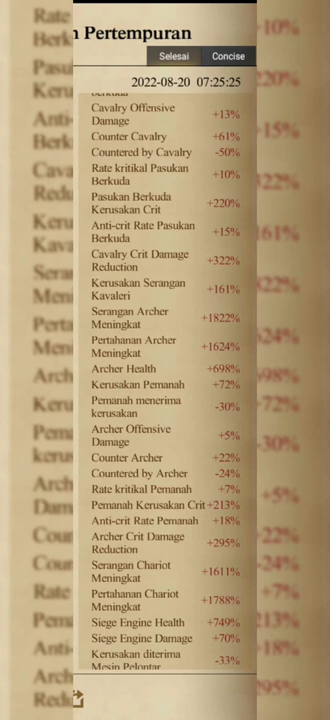 n Pertempuran
Selesai Concise
2022-08-20 07:25:25
berkuda
Cavalry Offensive
Damage +13%
Counter Cavalry +61%
Countered by Cavalry -50%
Rate kritikal Pasukan
Berkuda +10%
Pasukan Berkuda
Kerusakan Crit +220%
Anti-crit Rate Pasukan
Berkuda +15%
Cavalry Crit Damage
Reduction +322%
Kerusakan Serangan
Kavaleri +161%
Serangan Archer
Meningkat +1822%
Pertahanan Archer
Meningkat +1624%
Archer Health +698%
Kerusakan Pemanah +72%
Pemanah menerima
kerusakan -30%
Archer Offensive
Damage +5%
Counter Archer +22%
Countered by Archer -24%
Rate kritikal Pemanah +7%
Pemanah Kerusakan Crit +213%
Anti-crit Rate Pemanah +18%
Archer Crit Damage
Reduction +295%
Serangan Chariot
Meningkat +1611%
Pertahanan Chariot
Meningkat +1788%
Siege Engine Health +749%
Siege Engine Damage +70%
Kerusakan diterima
Mesin Pelontar -33%